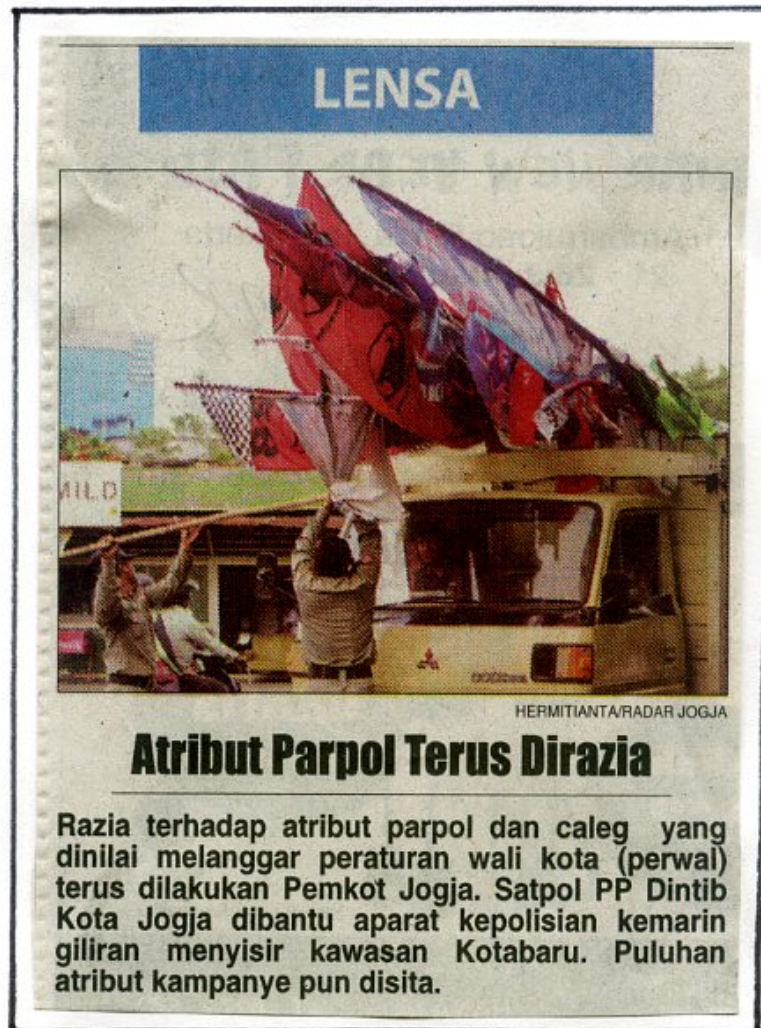 LENSA
MILD
HERMITIANTA/RADAR JOGJA
Atribut Parpol Terus Dirazia
Razia terhadap atribut parpol dan caleg yang
dinilai melanggar peraturan wali kota (perwal)
terus dilakukan Pemkot Jogja. Satpol PP Dintib
Kota Jogja dibantu aparat kepolisian kemarin
giliran menyisir kawasan Kotabaru. Puluhan
atribut kampanye pun disita.